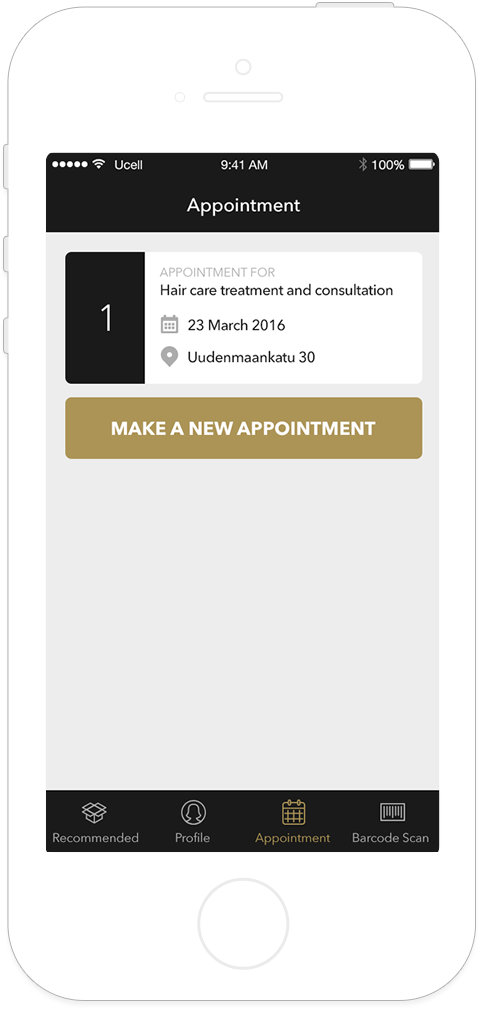 Ucell 9:41 AM 100%
Appointment
1
APPOINTMENT FOR
Hair care treatment and consultation
23 March 2016
Uudenmaankatu 30
MAKE A NEW APPOINTMENT
Recommended Profile Appointment Barcode Scan